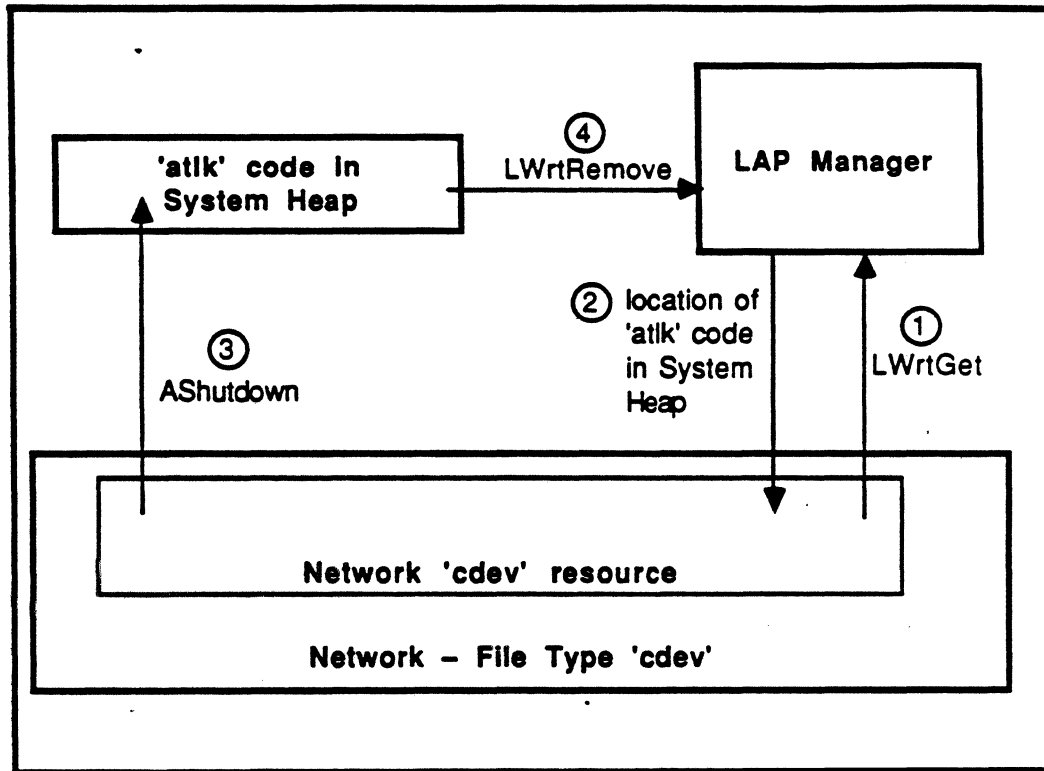 'atlk' code in
System Heap
④
LWrtRemove
LAP Manager
③
AShutdown
② location of
'atlk' code
in System
Heap
①
LWrtGet
Network 'cdev' resource
Network – File Type 'cdev'